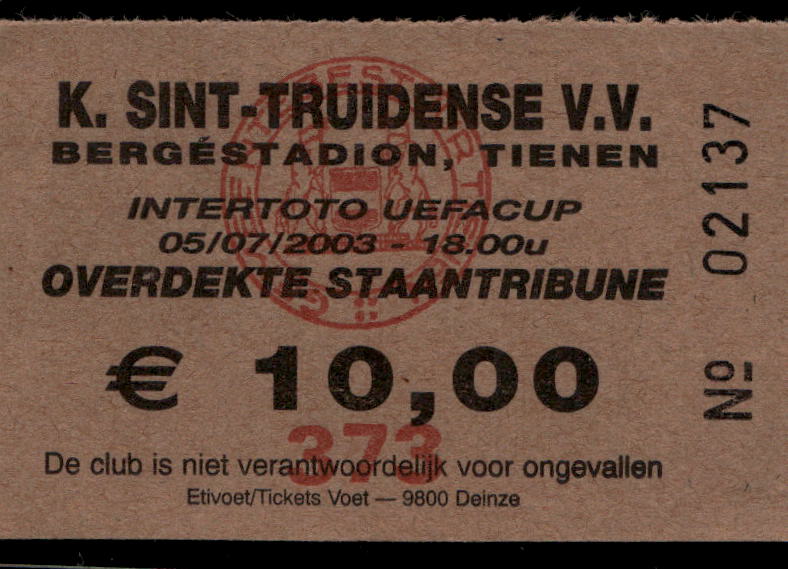 K. SINT-TRUIDENSE V.V.
BERGÉSTADION, TIENEN
INTERTOTO UEFACUP
05/07/2003 - 18.00u
OVERDEKTE STAANTRIBUNE
€ 10,00
373
De club is niet verantwoordelijk voor ongevallen
Etivoet/Tickets Voet — 9800 Deinze
Nº 02137